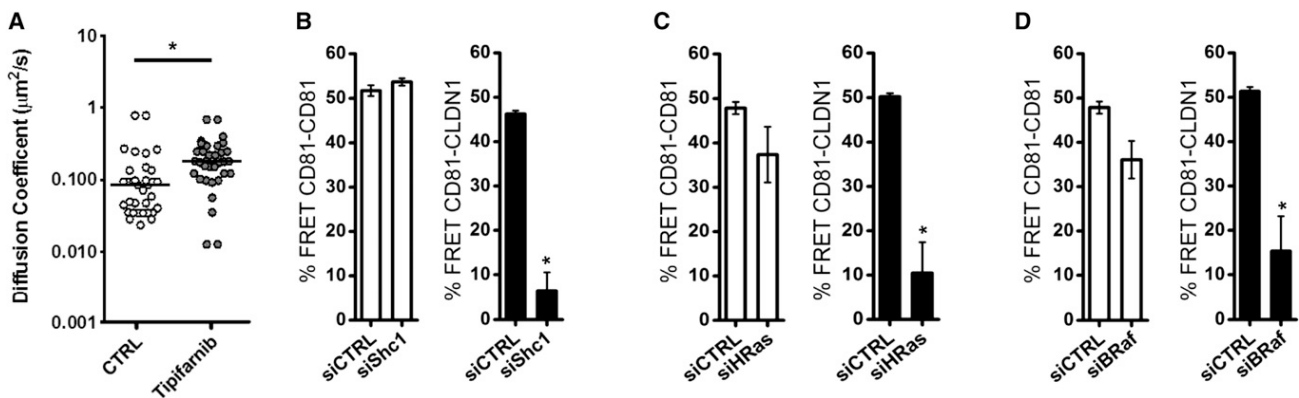 A
Diffusion Coefficent (μm²/s)
10
1
0.100
0.010
0.001
*
CTRL
Tipifarnib
B
% FRET CD81-CD81
60
50
40
30
20
10
0
siCTRL
siShc1
% FRET CD81-CLDN1
60
50
40
30
20
10
0
*
siCTRL
siShc1
C
% FRET CD81-CD81
60
50
40
30
20
10
0
siCTRL
siHRas
% FRET CD81-CLDN1
60
50
40
30
20
10
0
*
siCTRL
siHRas
D
% FRET CD81-CD81
60
50
40
30
20
10
0
siCTRL
siBRaf
% FRET CD81-CLDN1
60
50
40
30
20
10
0
*
siCTRL
siBRaf